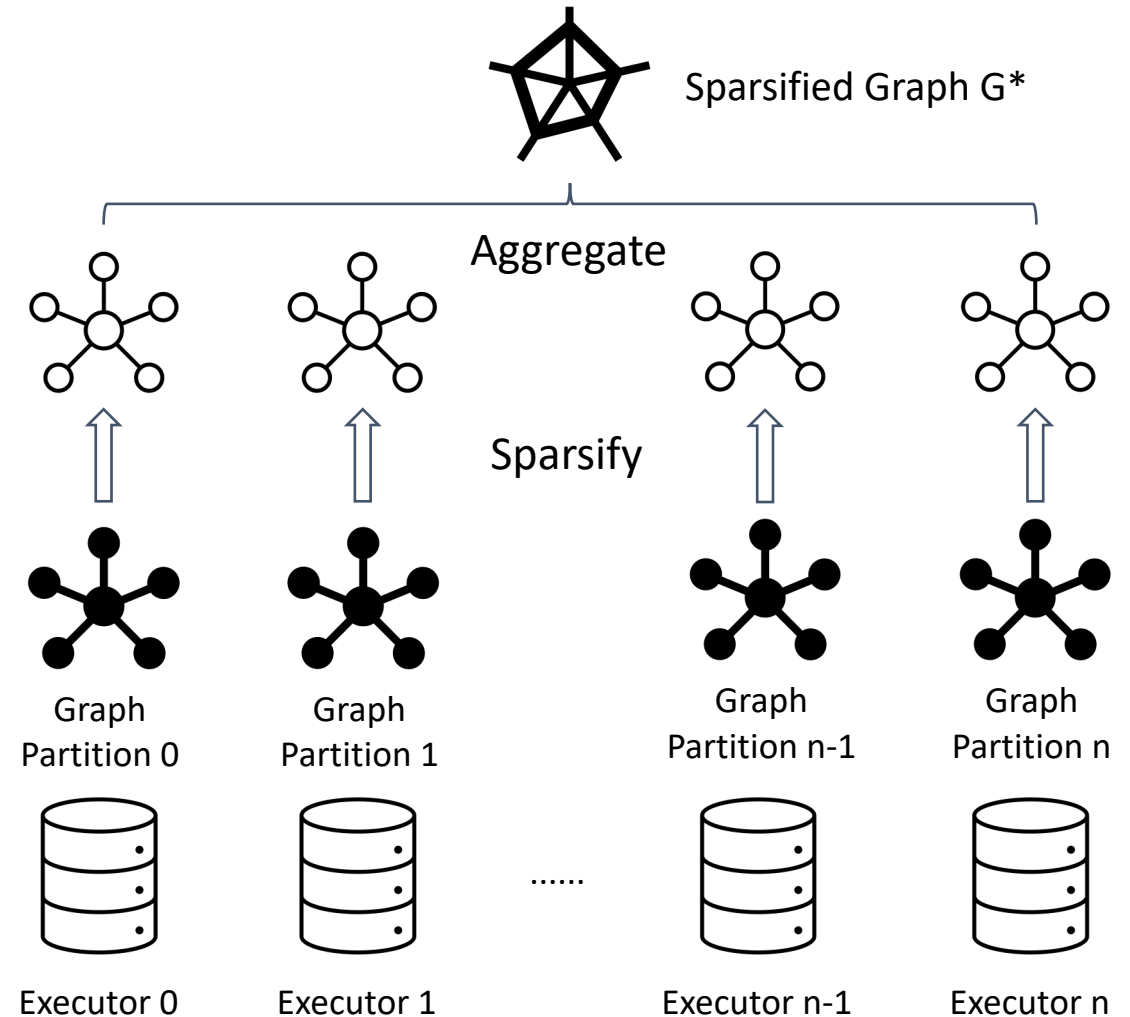 Sparsified Graph G*
Aggregate
Sparsify
Graph
Partition 0
Graph
Partition 1
Graph
Partition n-1
Graph
Partition n
......
Executor 0
Executor 1
Executor n-1
Executor n